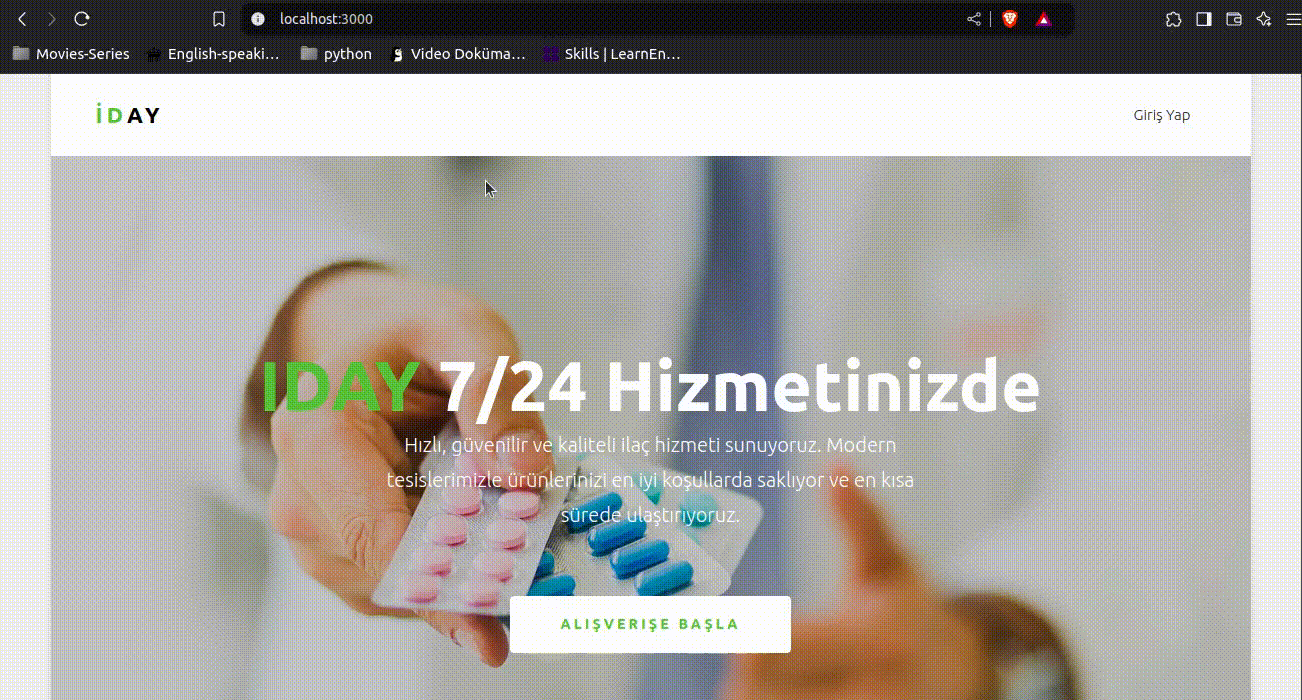 localhost:3000
Movies-Series English-speaki... python Video Doküma... Skills | LearnEn...
İDAY Giriş Yap
IDAY 7/24 Hizmetinizde
Hızlı, güvenilir ve kaliteli ilaç hizmeti sunuyoruz. Modern
tesislerimizle ürünlerinizi en iyi koşullarda saklıyor ve en kısa
sürede ulaştırıyoruz.
ALIŞVERIŞE BAŞLA